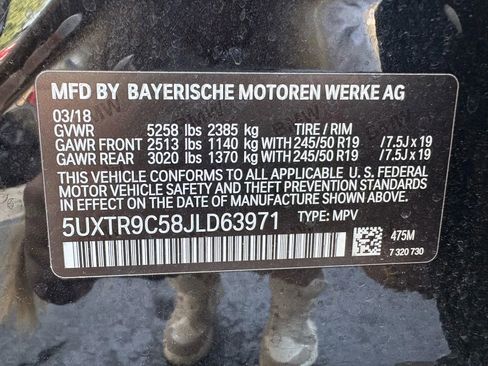 MFD BY BAYERISCHE MOTOREN WERKE AG
03/18
GVWR 5258 lbs 2385 kg TIRE / RIM
GAWR FRONT 2513 lbs 1140 kg WITH 245/50 R19 /7.5J x 19
GAWR REAR 3020 lbs 1370 kg WITH 245/50 R19 /7.5J x 19
THIS VEHICLE CONFORMS TO ALL APPLICABLE U. S. FEDERAL
MOTOR VEHICLE SAFETY AND THEFT PREVENTION STANDARDS
IN EFFECT ON DATE OF MANUFACTURE SHOWN ABOVE.
5UXTR9C58JLD63971 TYPE: MPV
475M
7 320 730